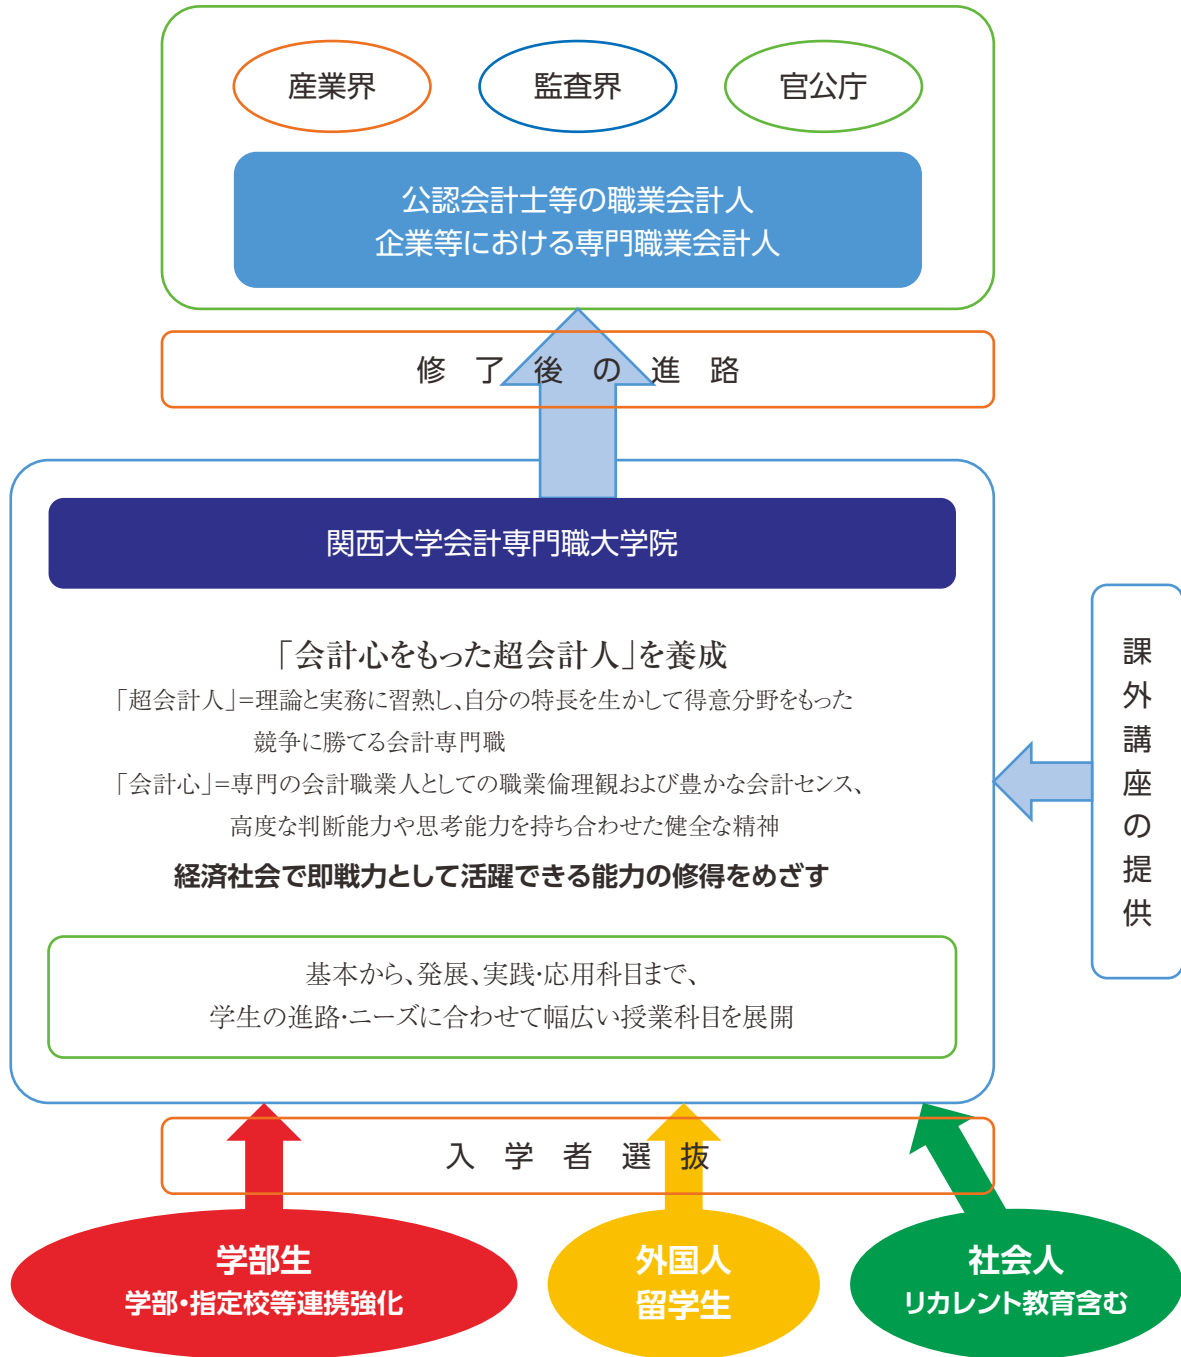 産業界
監査界
官公庁
公認会計士等の職業会計人
企業等における専門職業会計人
修了後の進路
関西大学会計専門職大学院
「会計心をもった超会計人」を養成
「超会計人」=理論と実務に習熟し、自分の特長を生かして得意分野をもった
競争に勝てる会計専門職
「会計心」=専門の会計職業人としての職業倫理観および豊かな会計センス、
高度な判断能力や思考能力を持ち合わせた健全な精神
経済社会で即戦力として活躍できる能力の修得をめざす
基本から、発展、実践・応用科目まで、
学生の進路・ニーズに合わせて幅広い授業科目を展開
課外講座の提供
入学者選抜
学部生
学部・指定校等連携強化
外国人
留学生
社会人
リカレント教育含む